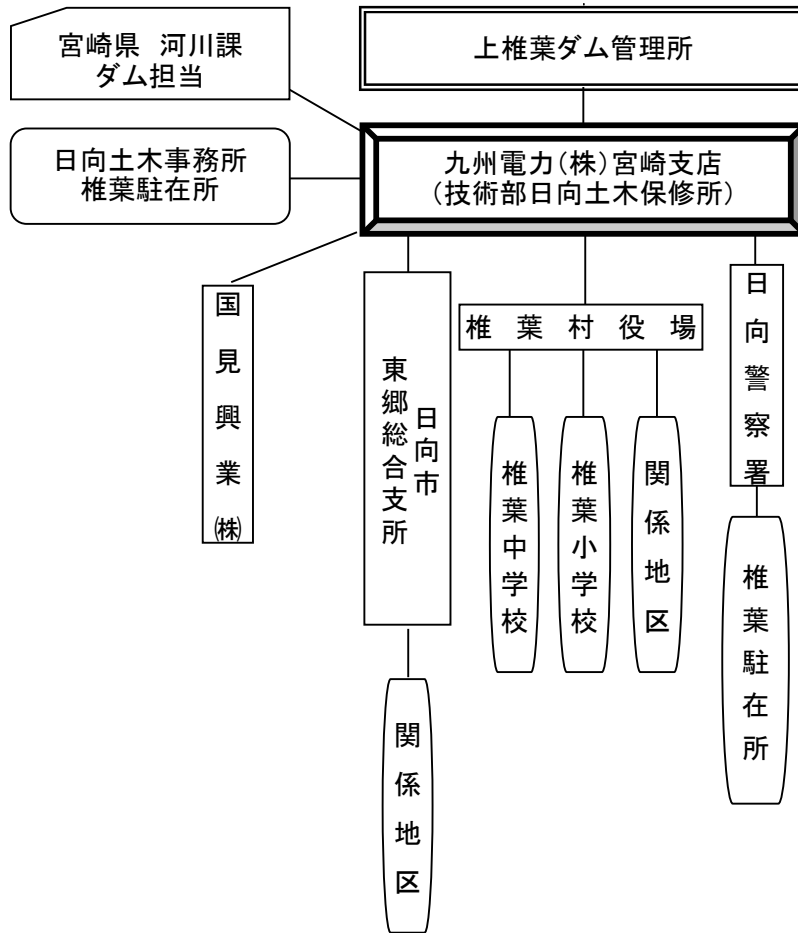 宮崎県 河川課
ダム担当
上椎葉ダム管理所
日向土木事務所
椎葉駐在所
九州電力(株)宮崎支店
(技術部日向土木保修所)
国見興業㈱
日向市
東郷総合支所
関係地区
椎葉村役場
椎葉中学校
椎葉小学校
関係地区
日向警察署
椎葉駐在所